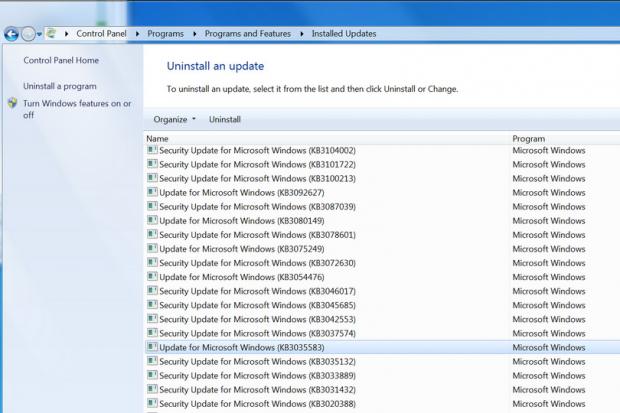 Control Panel Programs Programs and Features Installed Updates
Control Panel Home
Uninstall a program
Turn Windows features on or
off
Uninstall an update
To uninstall an update, select it from the list and then click Uninstall or Change.
Organize Uninstall
Name Program
Security Update for Microsoft Windows (KB3104002) Microsoft Windows
Security Update for Microsoft Windows (KB3101722) Microsoft Windows
Security Update for Microsoft Windows (KB3100213) Microsoft Windows
Update for Microsoft Windows (KB3092627) Microsoft Windows
Security Update for Microsoft Windows (KB3087039) Microsoft Windows
Update for Microsoft Windows (KB3080149) Microsoft Windows
Security Update for Microsoft Windows (KB3078601) Microsoft Windows
Update for Microsoft Windows (KB3075249) Microsoft Windows
Security Update for Microsoft Windows (KB3072630) Microsoft Windows
Update for Microsoft Windows (KB3054476) Microsoft Windows
Security Update for Microsoft Windows (KB3046017) Microsoft Windows
Security Update for Microsoft Windows (KB3045685) Microsoft Windows
Security Update for Microsoft Windows (KB3042553) Microsoft Windows
Security Update for Microsoft Windows (KB3037574) Microsoft Windows
Update for Microsoft Windows (KB3035583) Microsoft Windows
Security Update for Microsoft Windows (KB3035132) Microsoft Windows
Security Update for Microsoft Windows (KB3033889) Microsoft Windows
Security Update for Microsoft Windows (KB3031432) Microsoft Windows
Security Update for Microsoft Windows (KB3020388) Microsoft Windows